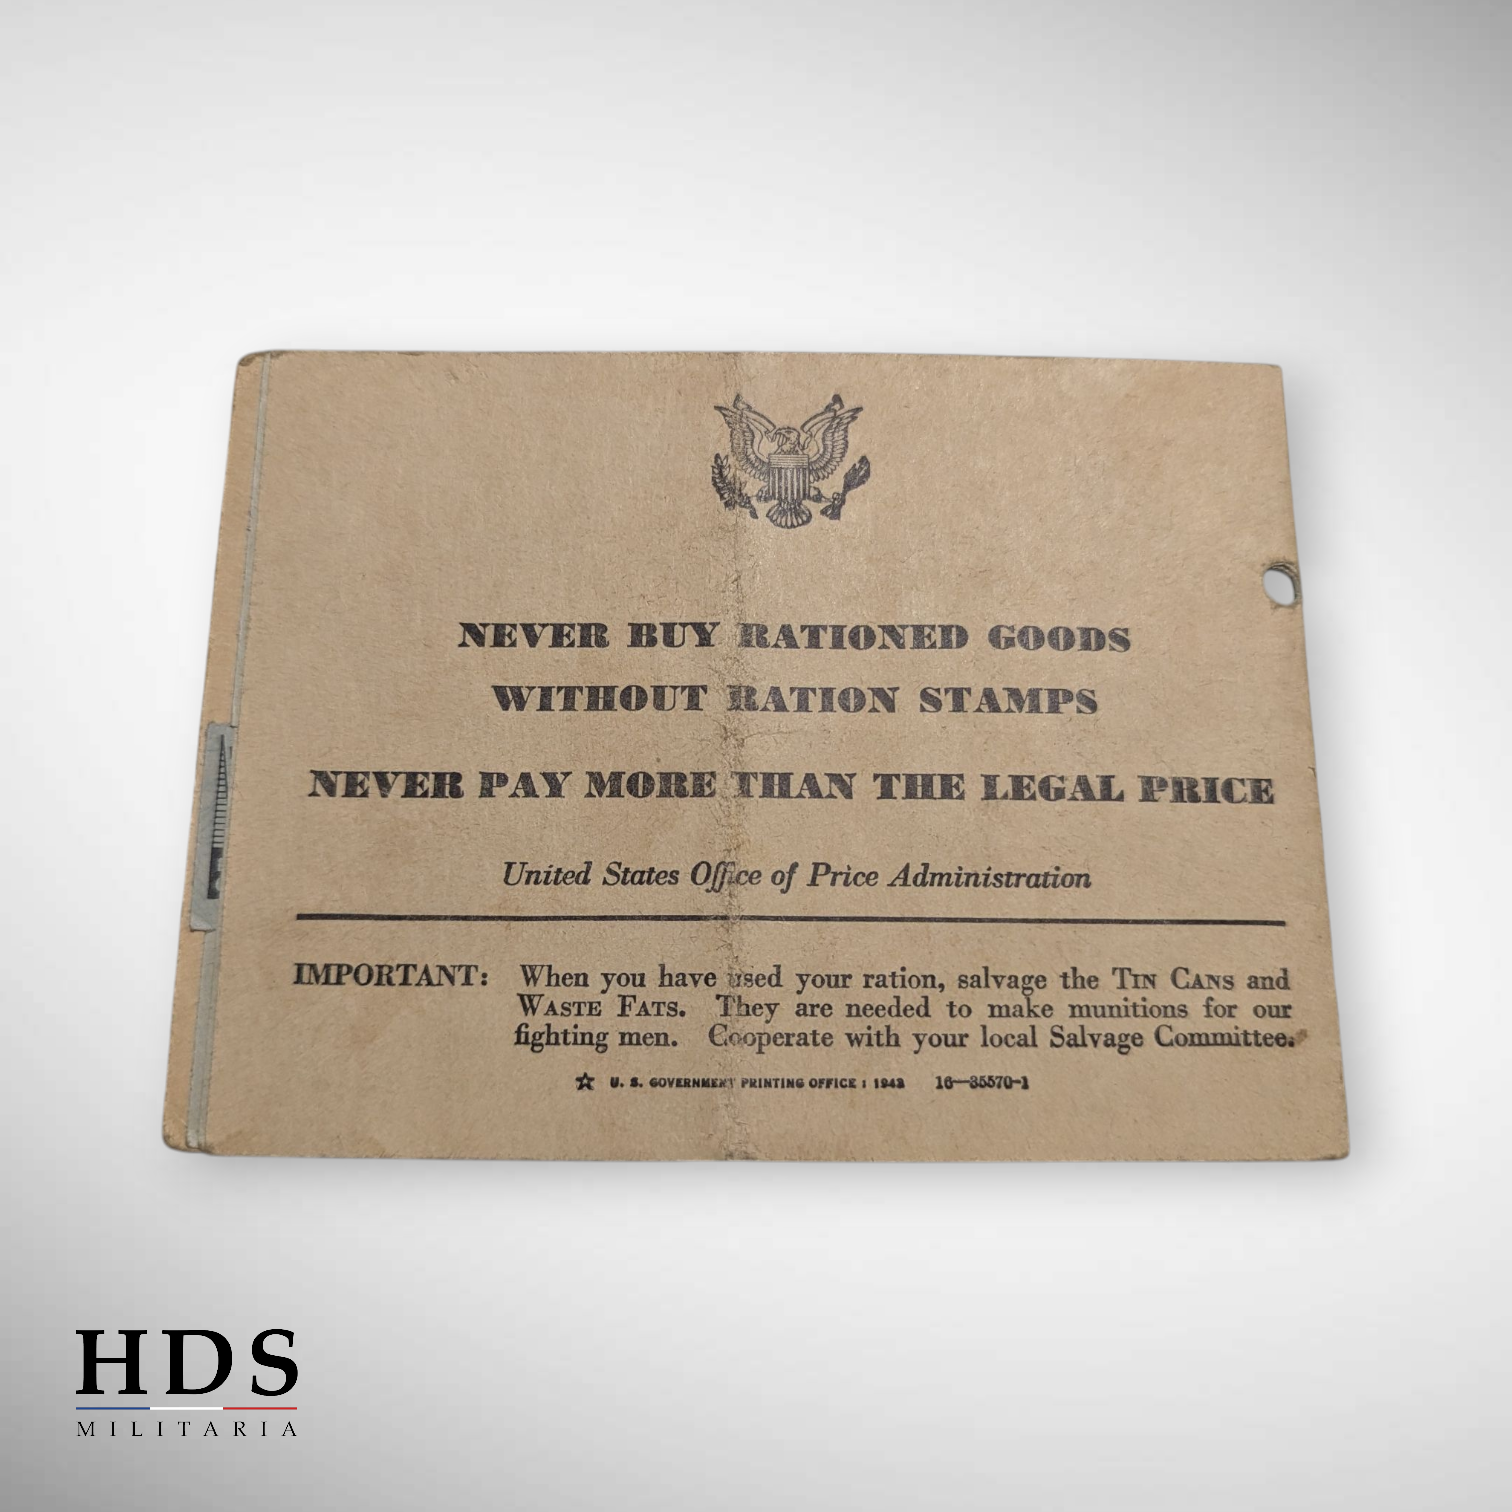 NEVER BUY RATIONED GOODS
WITHOUT RATION STAMPS
NEVER PAY MORE THAN THE LEGAL PRICE
United States Office of Price Administration
IMPORTANT: When you have used your ration, salvage the TIN CANS and
WASTE FATS. They are needed to make munitions for our
fighting men. Cooperate with your local Salvage Committee.
☆ U. S. GOVERNMENT PRINTING OFFICE : 1943 16—35570-1
HDS
MILITARIA